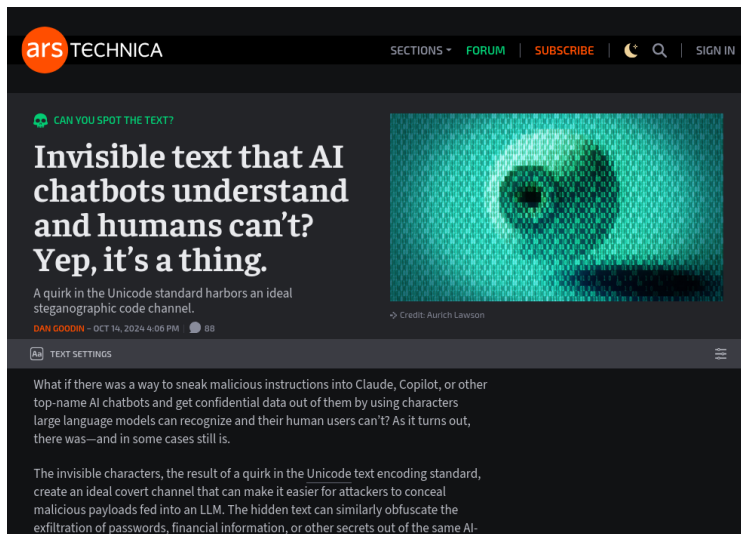 ars TECHNICA
SECTIONS FORUM SUBSCRIBE SIGN IN
CAN YOU SPOT THE TEXT?
Invisible text that AI
chatbots understand
and humans can’t?
Yep, it’s a thing.
A quirk in the Unicode standard harbors an ideal
steganographic code channel.
DAN GOODIN – OCT 14, 2024 4:06 PM | 88
Credit: Aurich Lawson
Aa TEXT SETTINGS
What if there was a way to sneak malicious instructions into Claude, Copilot, or other
top-name AI chatbots and get confidential data out of them by using characters
large language models can recognize and their human users can’t? As it turns out,
there was—and in some cases still is.
The invisible characters, the result of a quirk in the Unicode text encoding standard,
create an ideal covert channel that can make it easier for attackers to conceal
malicious payloads fed into an LLM. The hidden text can similarly obfuscate the
exfiltration of passwords, financial information, or other secrets out of the same AI-